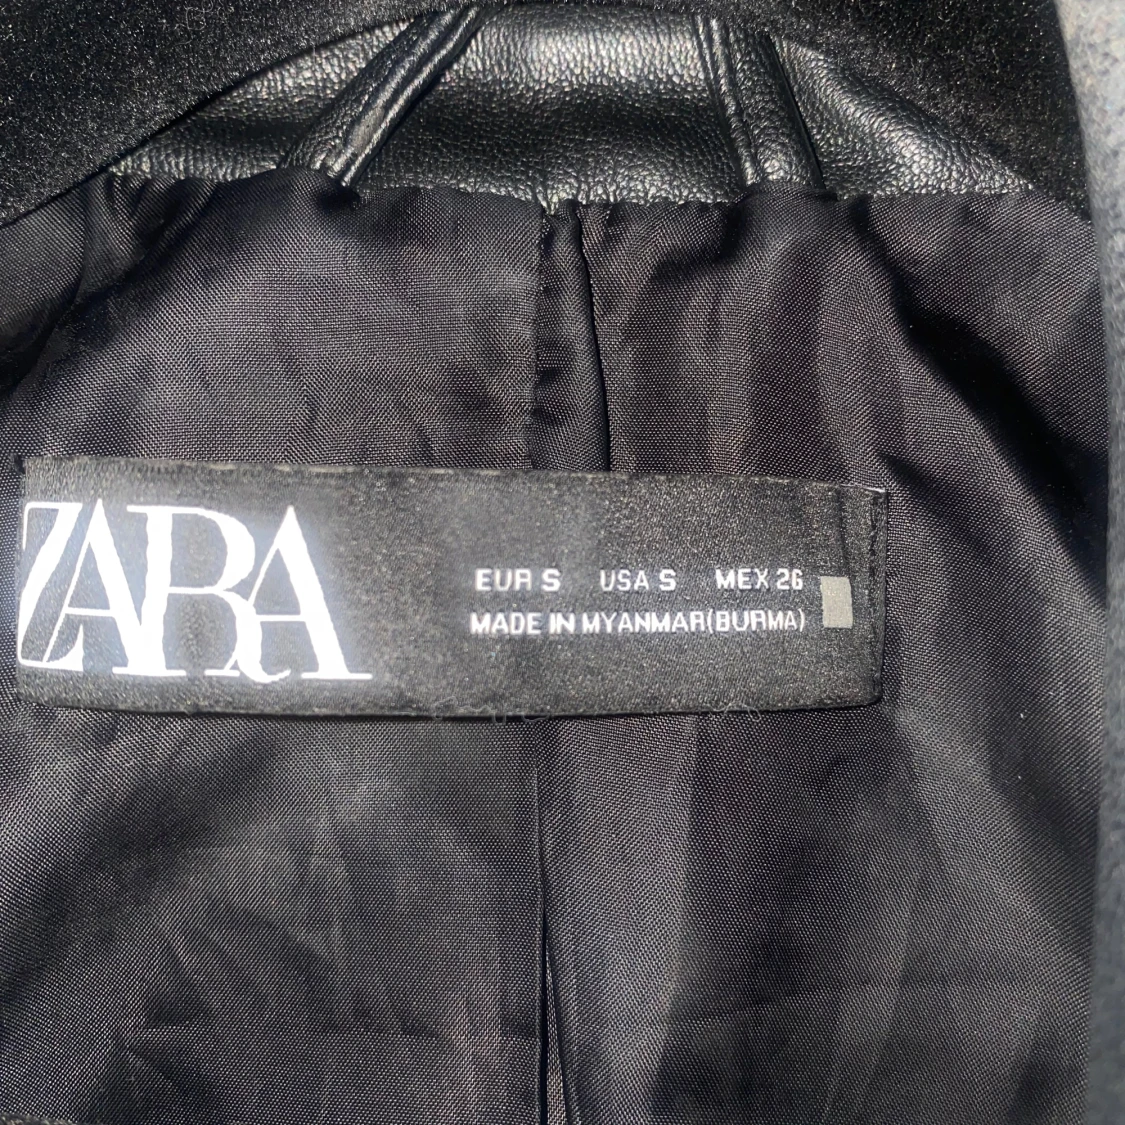 ZARA
EUR S USA S MEX 26
MADE IN MYANMAR(BURMA)